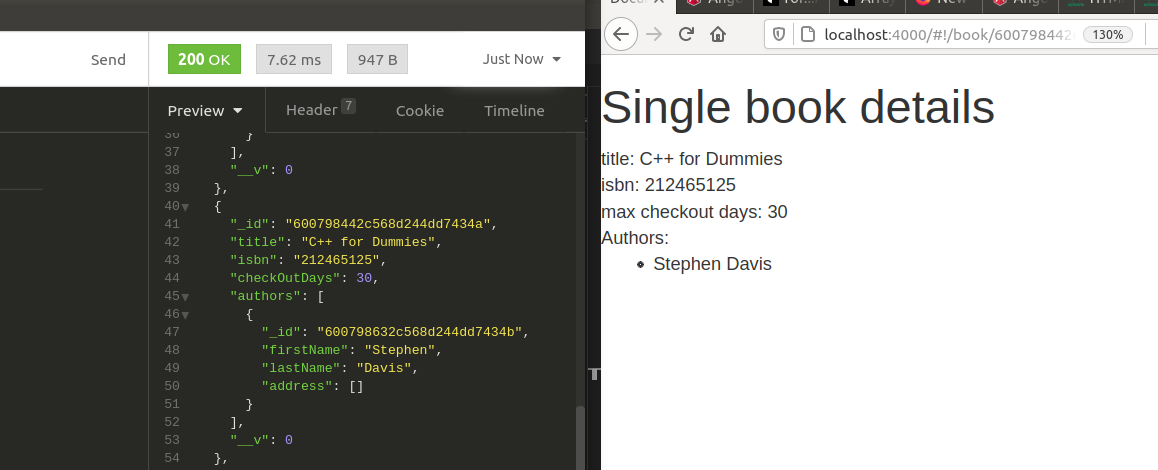 Send
200 OK
7.62 ms
947 B
Just Now
Preview
Header 7
Cookie
Timeline
36 }
37 ],
38 "__v": 0
39 },
40 {
41 "_id": "600798442c568d244dd7434a",
42 "title": "C++ for Dummies",
43 "isbn": "212465125",
44 "checkOutDays": 30,
45 "authors": [
46 {
47 "_id": "600798632c568d244dd7434b",
48 "firstName": "Stephen",
49 "lastName": "Davis",
50 "address": []
51 }
52 ],
53 "__v": 0
54 },
localhost:4000/#!/book/600798442
130%
Single book details
title: C++ for Dummies
isbn: 212465125
max checkout days: 30
Authors:
• Stephen Davis